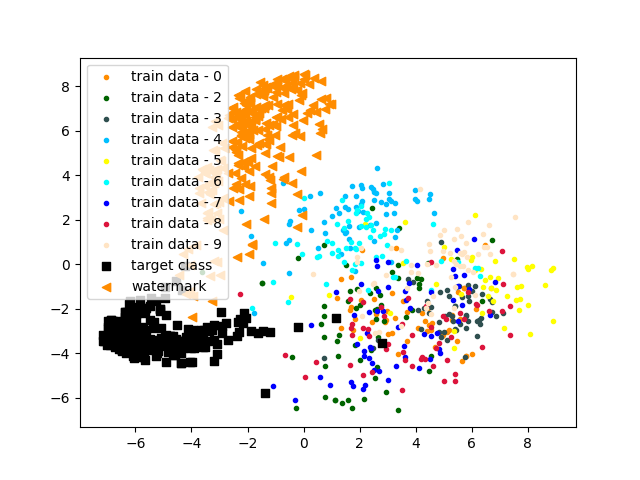 8
6
4
2
0
−2
−4
−6
train data - 0
train data - 2
train data - 3
train data - 4
train data - 5
train data - 6
train data - 7
train data - 8
train data - 9
target class
watermark
−6 −4 −2 0 2 4 6 8